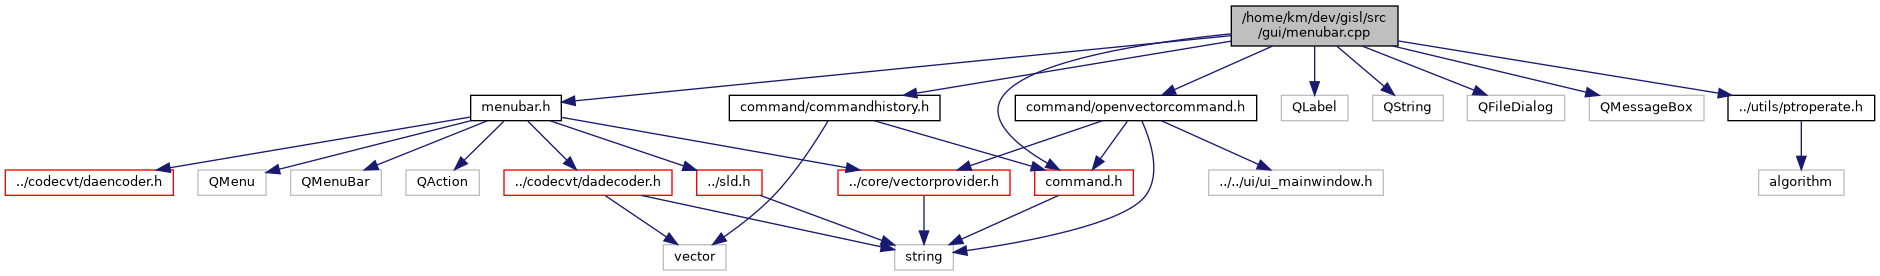 /home/km/dev/gisl/src
/gui/menubar.cpp
menubar.h
command/commandhistory.h
command/openvectorcommand.h
QLabel
QString
QFileDialog
QMessageBox
../utils/ptroperate.h
../codecvt/daencoder.h
QMenu
QMenuBar
QAction
../codecvt/dadecoder.h
../sld.h
../core/vectorprovider.h
command.h
../../ui/ui_mainwindow.h
algorithm
vector
string